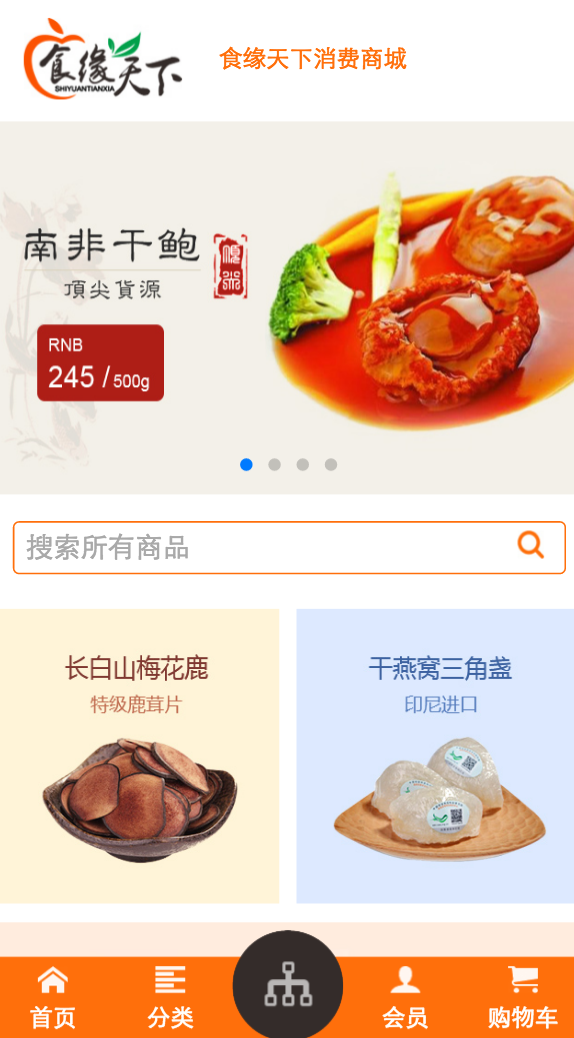 食缘天下
SHIYUANTIANXIA
食缘天下消费商城
南非干鲍
頂尖貨源
RNB
245 / 500g
搜索所有商品
长白山梅花鹿
特级鹿茸片
干燕窝三角盏
印尼进口
首页
分类
会员
购物车